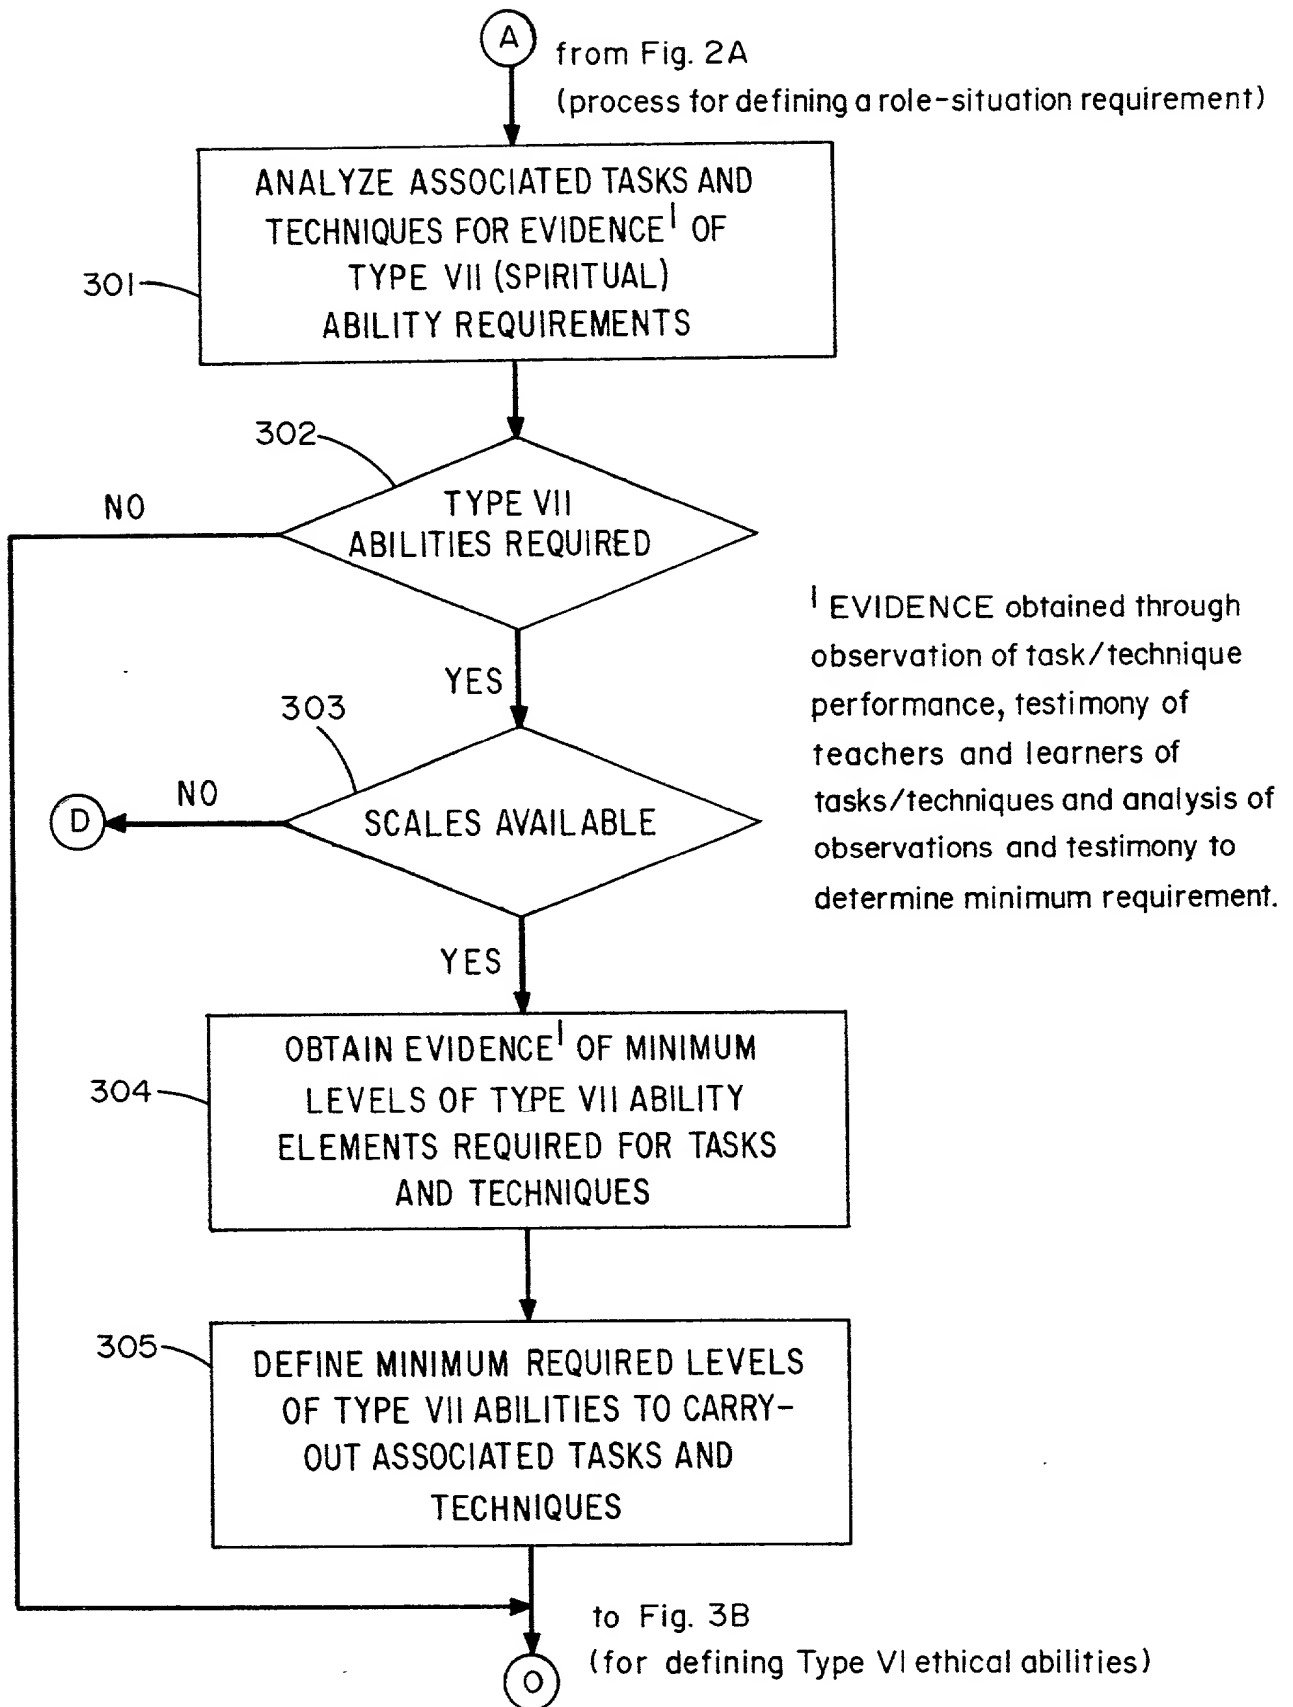 A
from Fig. 2A
(process for defining a role-situation requirement)
ANALYZE ASSOCIATED TASKS AND
TECHNIQUES FOR EVIDENCE¹ OF
TYPE VII (SPIRITUAL)
ABILITY REQUIREMENTS
301
302
NO
TYPE VII
ABILITIES REQUIRED
YES
303
NO
D
SCALES AVAILABLE
YES
¹ EVIDENCE obtained through
observation of task/technique
performance, testimony of
teachers and learners of
tasks/techniques and analysis of
observations and testimony to
determine minimum requirement.
OBTAIN EVIDENCE¹ OF MINIMUM
LEVELS OF TYPE VII ABILITY
ELEMENTS REQUIRED FOR TASKS
AND TECHNIQUES
304
305
DEFINE MINIMUM REQUIRED LEVELS
OF TYPE VII ABILITIES TO CARRY-
OUT ASSOCIATED TASKS AND
TECHNIQUES
to Fig. 3B
(for defining Type VI ethical abilities)
O